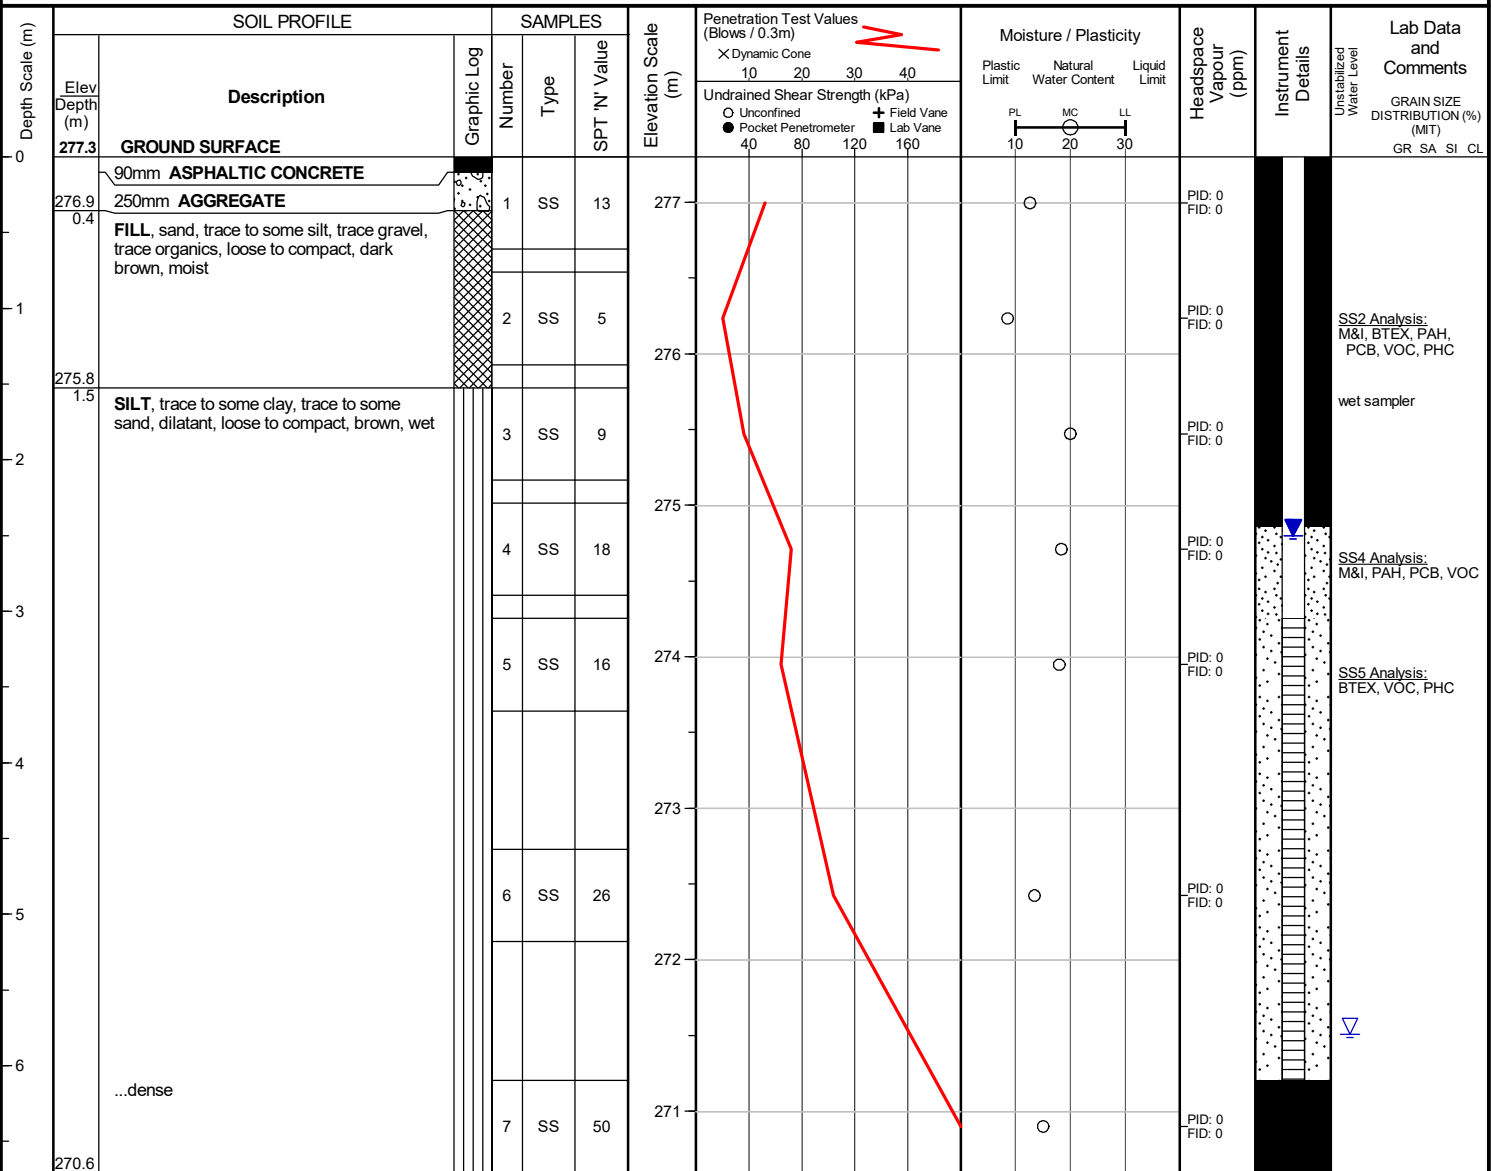 SOIL PROFILE
SAMPLES
Depth Scale (m)
Elev
Depth
(m)
Description
Graphic Log
Number
Type
SPT 'N' Value
Elevation Scale
(m)
Penetration Test Values
(Blows / 0.3m)
Dynamic Cone
10 20 30 40
Undrained Shear Strength (kPa)
Unconfined Field Vane
Pocket Penetrometer Lab Vane
40 80 120 160
Moisture / Plasticity
Plastic Natural Liquid
Limit Water Content Limit
PL MC LL
10 20 30
Headspace
Vapour
(ppm)
Instrument
Details
Unstabilized
Water Level
Lab Data
and
Comments
GRAIN SIZE
DISTRIBUTION (%)
(MIT)
GR SA SI CL
277.3 GROUND SURFACE
0
90mm ASPHALTIC CONCRETE
276.9 250mm AGGREGATE
0.4
1 SS 13
277
PID: 0
FID: 0
FILL, sand, trace to some silt, trace gravel,
trace organics, loose to compact, dark
brown, moist
1
2 SS 5
PID: 0
FID: 0
SS2 Analysis:
M&I, BTEX, PAH,
PCB, VOC, PHC
276
275.8
1.5
SILT, trace to some clay, trace to some
sand, dilatant, loose to compact, brown, wet
wet sampler
3 SS 9
PID: 0
FID: 0
2
275
4 SS 18
PID: 0
FID: 0
SS4 Analysis:
M&I, PAH, PCB, VOC
3
5 SS 16
274
PID: 0
FID: 0
SS5 Analysis:
BTEX, VOC, PHC
4
273
6 SS 26
PID: 0
FID: 0
5
272
6
...dense
271
7 SS 50
PID: 0
FID: 0
270.6